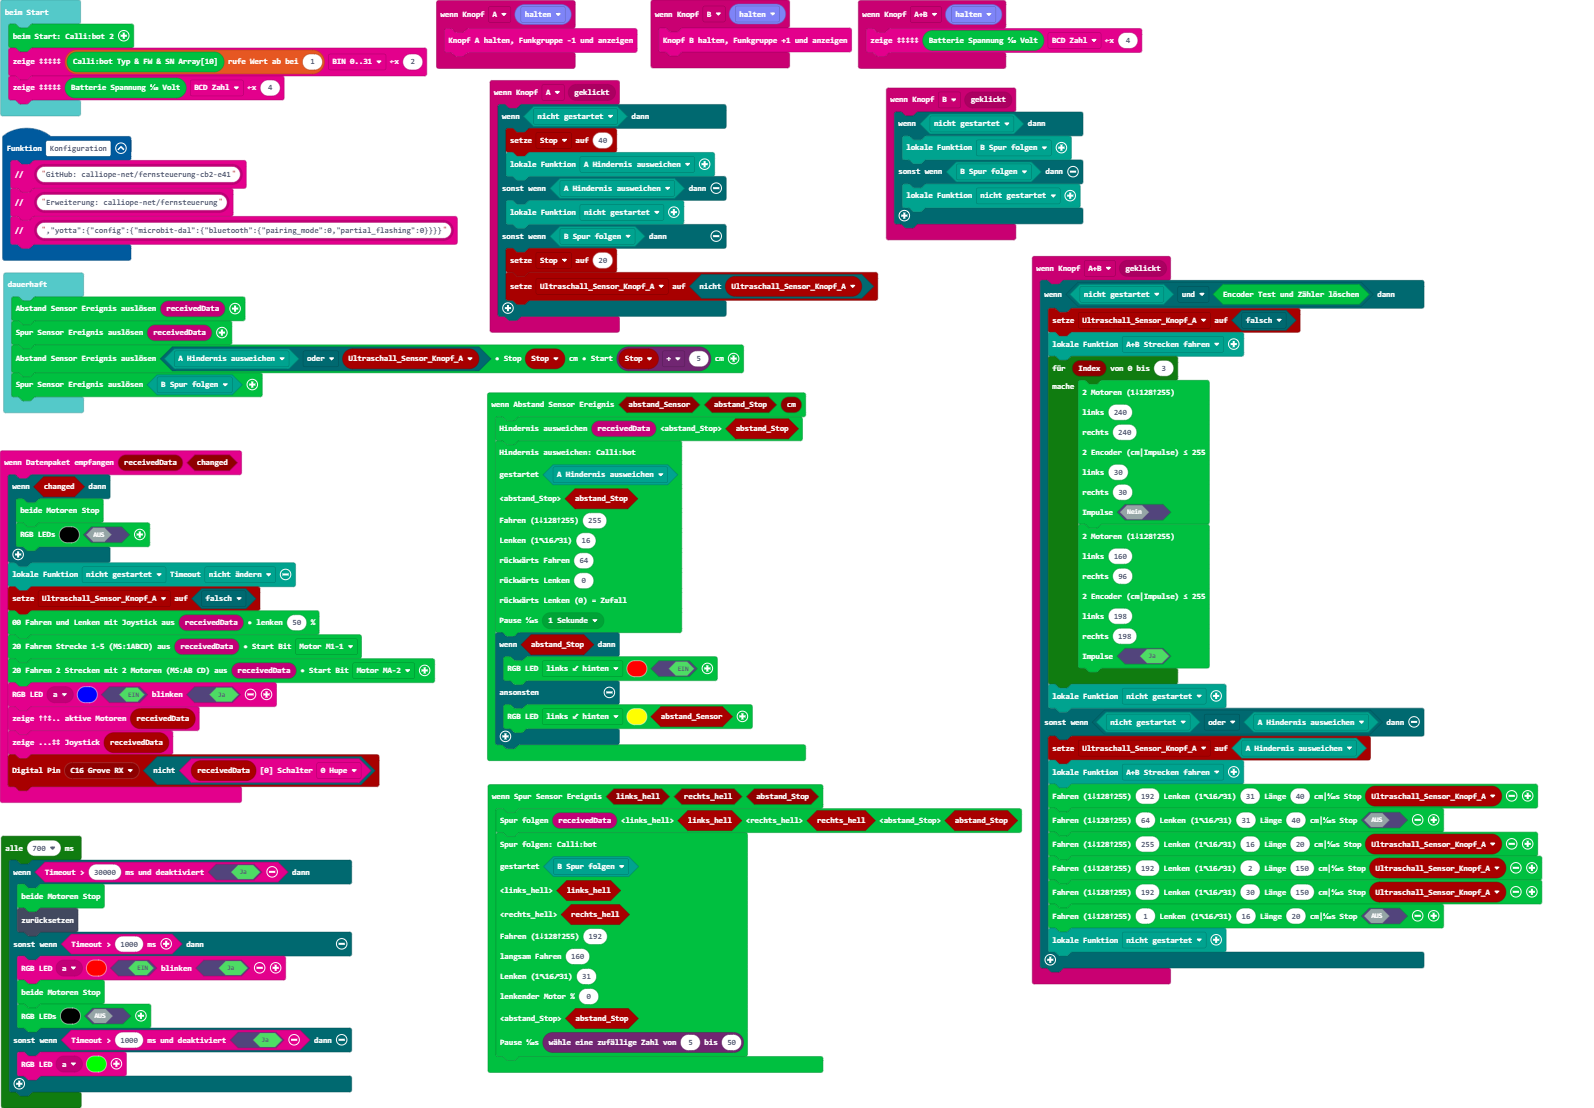 beim Start
beim Start: Calli:bot 2
zeige ⇕⇕⇕⇕⇕ Calli:bot Typ & FW & SN Array[10] rufe Wert ab bei 1 BIN 0..31 ÷x 2
zeige ⇕⇕⇕⇕⇕ Batterie Spannung ‰ Volt BCD Zahl ÷x 4
Funktion Konfiguration
// "GitHub: calliope-net/fernsteuerung-cb2-e41"
// "Erweiterung: calliope-net/fernsteuerung"
// ","yotta":{"config":{"microbit-dal":{"bluetooth":{"pairing_mode":0,"partial_flashing":0}}}}"
dauerhaft
Abstand Sensor Ereignis auslösen receivedData
Spur Sensor Ereignis auslösen receivedData
Abstand Sensor Ereignis auslösen A Hindernis ausweichen oder Ultraschall_Sensor_Knopf_A • Stop Stop cm • Start Stop + 5 cm
Spur Sensor Ereignis auslösen B Spur folgen
wenn Datenpaket empfangen receivedData changed
wenn changed dann
beide Motoren Stop
RGB LEDs AUS
lokale Funktion nicht gestartet Timeout nicht ändern
setze Ultraschall_Sensor_Knopf_A auf falsch
00 Fahren und Lenken mit Joystick aus receivedData • lenken 50 %
20 Fahren Strecke 1-5 (MS:1ABCD) aus receivedData • Start Bit Motor M1-1
20 Fahren 2 Strecken mit 2 Motoren (MS:AB CD) aus receivedData • Start Bit Motor MA-2
RGB LED a EIN blinken Ja
zeige ↑↑↕.. aktive Motoren receivedData
zeige ...↕↕ Joystick receivedData
Digital Pin C16 Grove RX nicht receivedData [0] Schalter 0 Hupe
alle 700 ms
wenn Timeout > 30000 ms und deaktiviert Ja dann
beide Motoren Stop
zurücksetzen
sonst wenn Timeout > 1000 ms dann
RGB LED a EIN blinken Ja
beide Motoren Stop
RGB LEDs AUS
sonst wenn Timeout > 1000 ms und deaktiviert Ja dann
RGB LED a
wenn Knopf A halten
Knopf A halten, Funkgruppe -1 und anzeigen
wenn Knopf B halten
Knopf B halten, Funkgruppe +1 und anzeigen
wenn Knopf A+B halten
zeige ⇕⇕⇕⇕⇕ Batterie Spannung ‰ Volt BCD Zahl ÷x 4
wenn Knopf A geklickt
wenn nicht gestartet dann
setze Stop auf 40
lokale Funktion A Hindernis ausweichen
sonst wenn A Hindernis ausweichen dann
lokale Funktion nicht gestartet
sonst wenn B Spur folgen dann
setze Stop auf 20
setze Ultraschall_Sensor_Knopf_A auf nicht Ultraschall_Sensor_Knopf_A
wenn Knopf B geklickt
wenn nicht gestartet dann
lokale Funktion B Spur folgen
sonst wenn B Spur folgen dann
lokale Funktion nicht gestartet
wenn Abstand Sensor Ereignis abstand_Sensor abstand_Stop cm
Hindernis ausweichen receivedData <abstand_Stop> abstand_Stop
Hindernis ausweichen: Calli:bot
gestartet A Hindernis ausweichen
<abstand_Stop> abstand_Stop
Fahren (1↓128↑255) 255
Lenken (1↖16↗31) 16
rückwärts Fahren 64
rückwärts Lenken 0
rückwärts Lenken (0) = Zufall
Pause ‰s 1 Sekunde
wenn abstand_Stop dann
RGB LED links ↙ hinten EIN
ansonsten
RGB LED links ↙ hinten abstand_Sensor
wenn Spur Sensor Ereignis links_hell rechts_hell abstand_Stop
Spur folgen receivedData <links_hell> links_hell <rechts_hell> rechts_hell <abstand_Stop> abstand_Stop
Spur folgen: Calli:bot
gestartet B Spur folgen
<links_hell> links_hell
<rechts_hell> rechts_hell
Fahren (1↓128↑255) 192
langsam Fahren 160
Lenken (1↖16↗31) 31
lenkender Motor % 0
<abstand_Stop> abstand_Stop
Pause ‰s wähle eine zufällige Zahl von 5 bis 50
wenn Knopf A+B geklickt
wenn nicht gestartet und Encoder Test und Zähler löschen dann
setze Ultraschall_Sensor_Knopf_A auf falsch
lokale Funktion A+B Strecken fahren
für Index von 0 bis 3
mache
2 Motoren (1↓128↑255)
links 240
rechts 240
2 Encoder (cm|Impulse) ≤ 255
links 30
rechts 30
Impulse Nein
2 Motoren (1↓128↑255)
links 160
rechts 96
2 Encoder (cm|Impulse) ≤ 255
links 198
rechts 198
Impulse Ja
lokale Funktion nicht gestartet
sonst wenn nicht gestartet oder A Hindernis ausweichen dann
setze Ultraschall_Sensor_Knopf_A auf A Hindernis ausweichen
lokale Funktion A+B Strecken fahren
Fahren (1↓128↑255) 192 Lenken (1↖16↗31) 31 Länge 40 cm|‰s Stop Ultraschall_Sensor_Knopf_A
Fahren (1↓128↑255) 64 Lenken (1↖16↗31) 31 Länge 40 cm|‰s Stop AUS
Fahren (1↓128↑255) 255 Lenken (1↖16↗31) 16 Länge 20 cm|‰s Stop Ultraschall_Sensor_Knopf_A
Fahren (1↓128↑255) 192 Lenken (1↖16↗31) 2 Länge 150 cm|‰s Stop Ultraschall_Sensor_Knopf_A
Fahren (1↓128↑255) 192 Lenken (1↖16↗31) 30 Länge 150 cm|‰s Stop Ultraschall_Sensor_Knopf_A
Fahren (1↓128↑255) 1 Lenken (1↖16↗31) 16 Länge 20 cm|‰s Stop AUS
lokale Funktion nicht gestartet